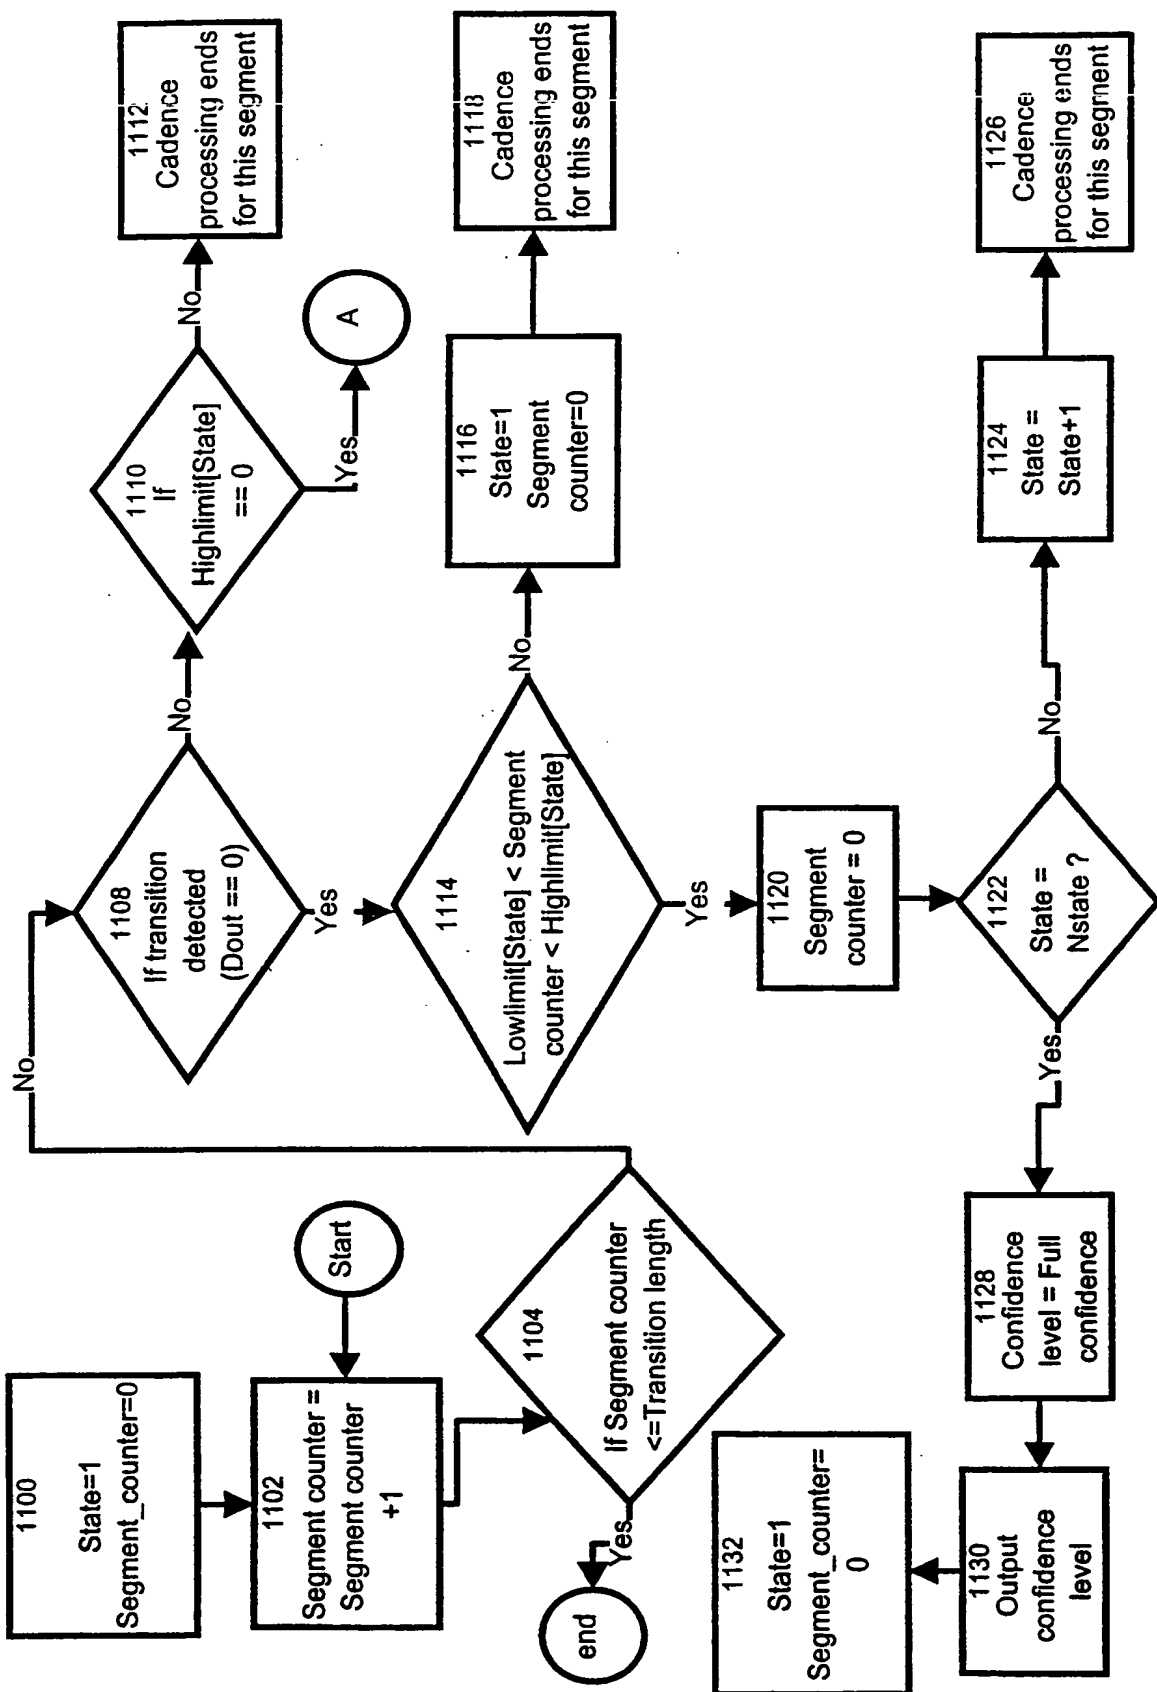 1100
State=1
Segment_counter=0
1102
Segment counter =
Segment counter
+1
Start
1104
If Segment counter
<=Transition length
Yes
end
No
1108
If transition
detected
(Dout == 0)
No
1110
If
Highlimit[State]
== 0
No
1112
Cadence
processing ends
for this segment
Yes
A
Yes
1114
Lowlimit[State] < Segment
counter < Highlimit[State]
No
1116
State=1
Segment
counter=0
1118
Cadence
processing ends
for this segment
Yes
1120
Segment
counter = 0
1122
State =
Nstate ?
No
1124
State =
State+1
1126
Cadence
processing ends
for this segment
Yes
1128
Confidence
level = Full
confidence
1130
Output
confidence
level
1132
State=1
Segment_counter=
0